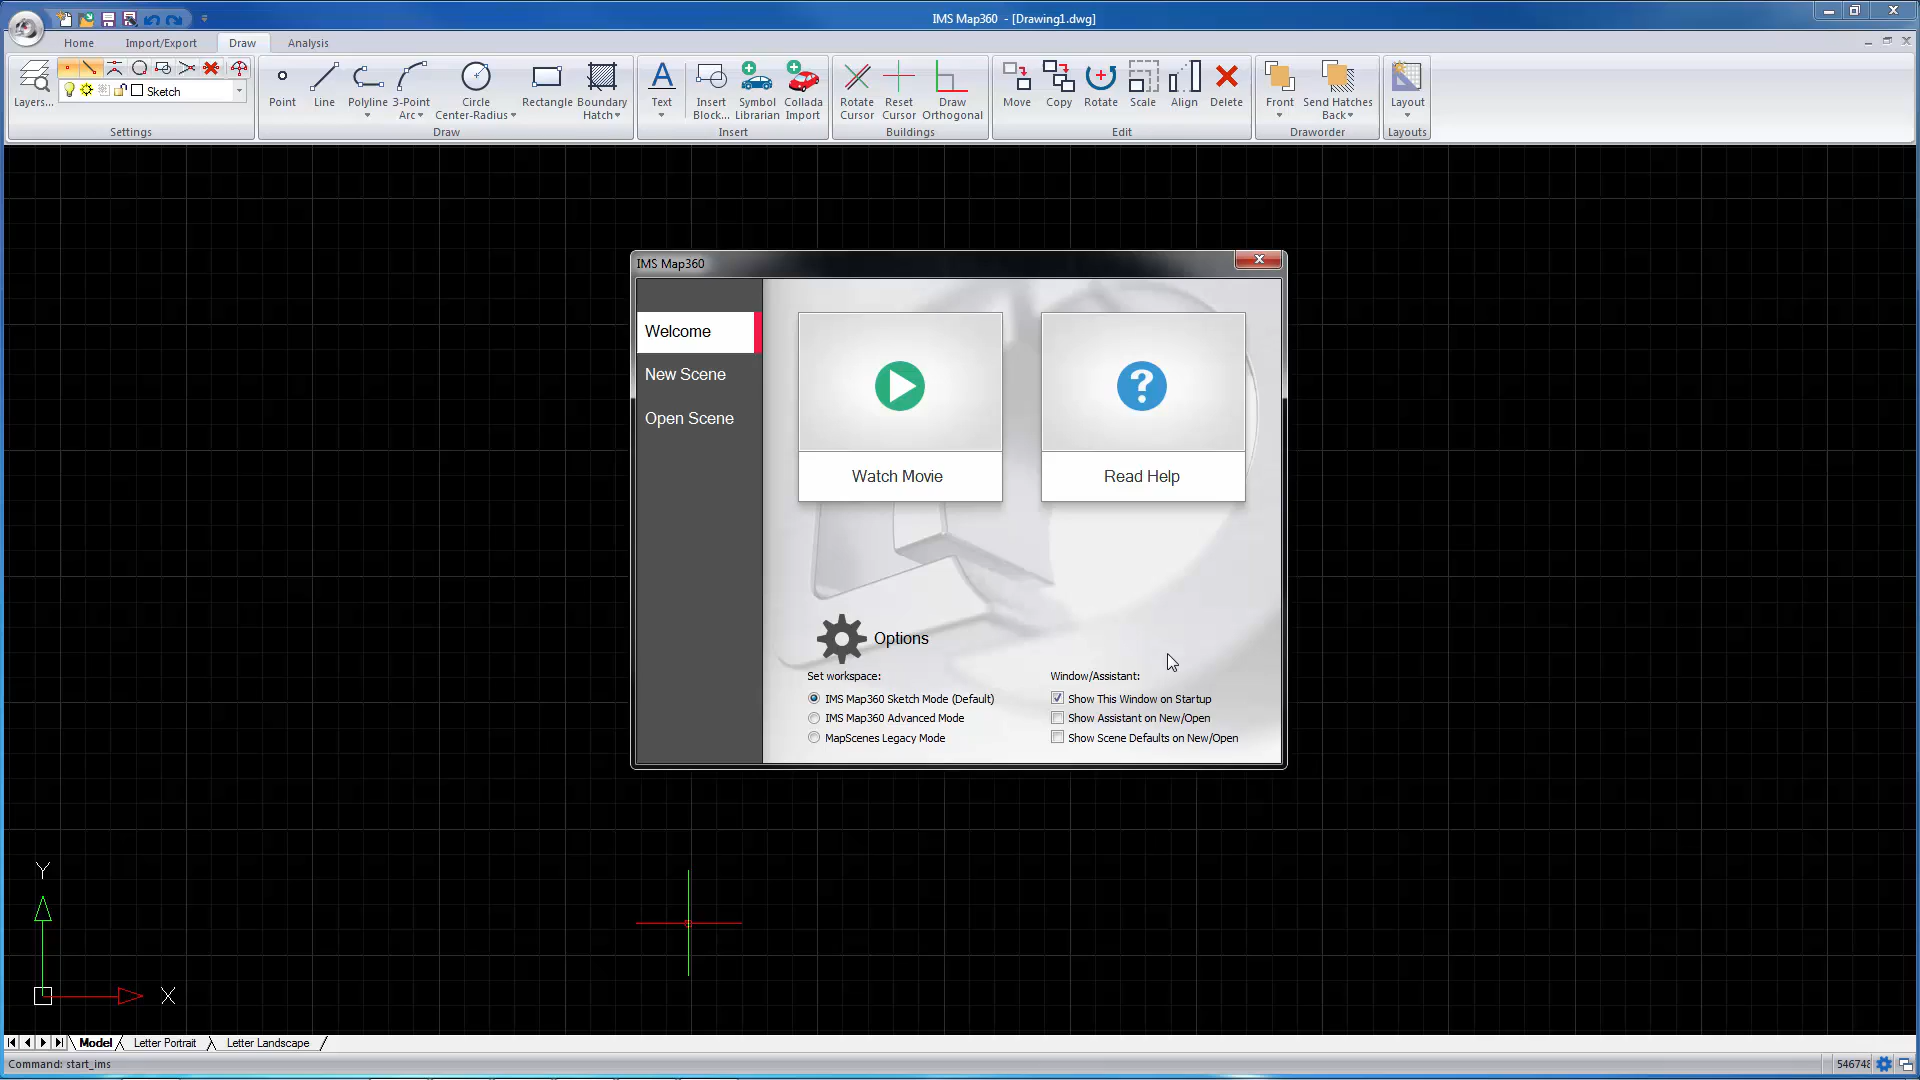 IMS Map360 - [Drawing1.dwg]
Home Import/Export Draw Analysis
Layers... Sketch
Settings
Point Line Polyline 3-Point Arc Circle Center-Radius Rectangle Boundary Hatch
Draw
Text Insert Block... Symbol Librarian Collada Import
Insert
Rotate Cursor Reset Cursor Draw Orthogonal
Buildings
Move Copy Rotate Scale Align Delete
Edit
Front Send Hatches Back
Draworder
Layout
Layouts
IMS Map360
Welcome
New Scene
Open Scene
Watch Movie
Read Help
Options
Set workspace:
IMS Map360 Sketch Mode (Default)
IMS Map360 Advanced Mode
MapScenes Legacy Mode
Window/Assistant:
Show This Window on Startup
Show Assistant on New/Open
Show Scene Defaults on New/Open
Y
X
Model Letter Portrait Letter Landscape
Command: start_ims
546748